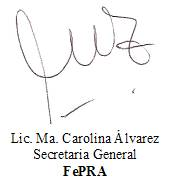 Lic. Ma. Carolina Álvarez
Secretaria General
FePRA